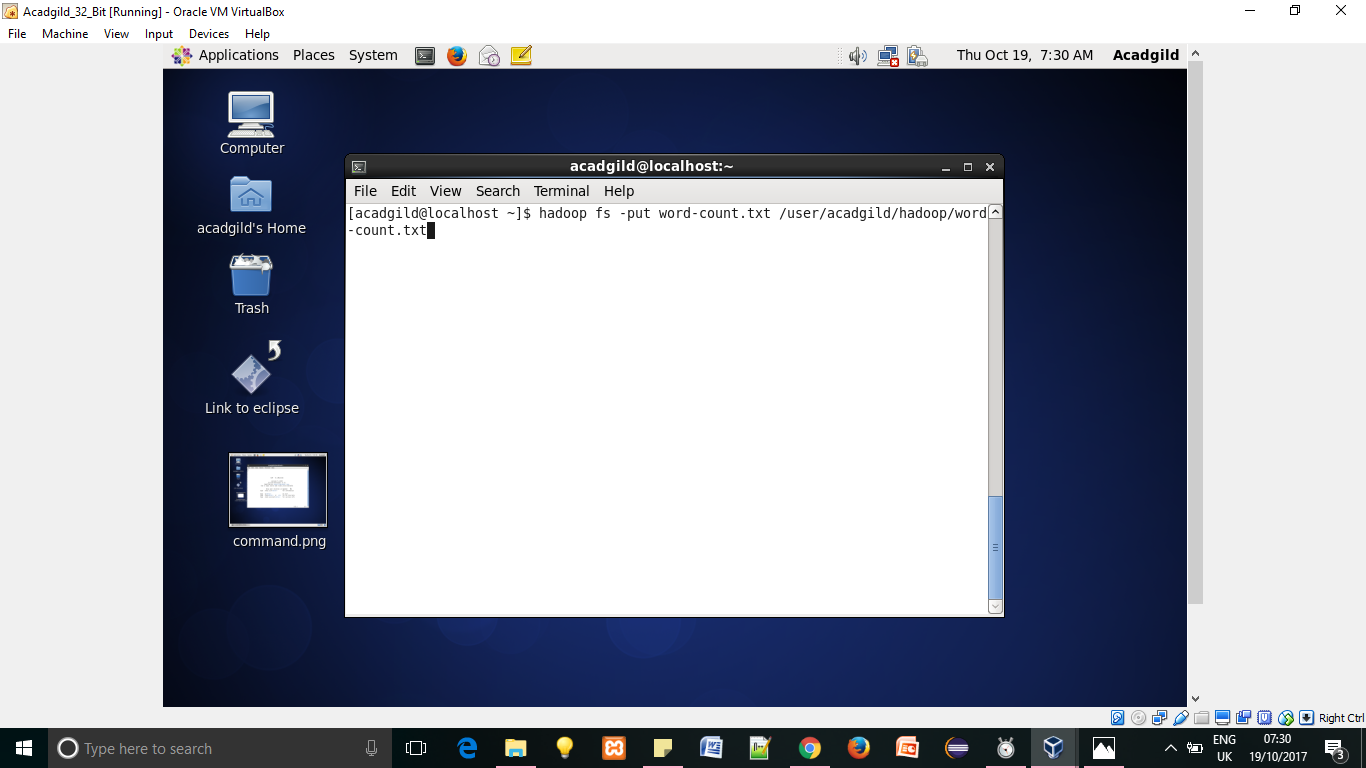 Acadgild_32_Bit [Running] - Oracle VM VirtualBox
File Machine View Input Devices Help
Applications Places System Thu Oct 19, 7:30 AM Acadgild
Computer
acadgild's Home
Trash
Link to eclipse
command.png
acadgild@localhost:~
File Edit View Search Terminal Help
[acadgild@localhost ~]$ hadoop fs -put word-count.txt /user/acadgild/hadoop/word
-count.txt
Right Ctrl
Type here to search
ENG
UK
07:30
19/10/2017
3